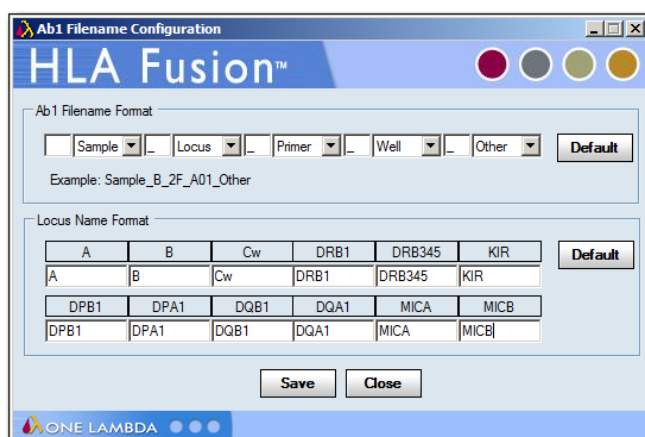 Ab1 Filename Configuration
HLA Fusion™
Ab1 Filename Format
Sample _ Locus _ Primer _ Well _ Other Default
Example: Sample_B_2F_A01_Other
Locus Name Format
A B Cw DRB1 DRB345 KIR Default
A B Cw DRB1 DRB345 KIR
DPB1 DPA1 DQB1 DQA1 MICA MICB
DPB1 DPA1 DQB1 DQA1 MICA MICB
Save Close
ONE LAMBDA